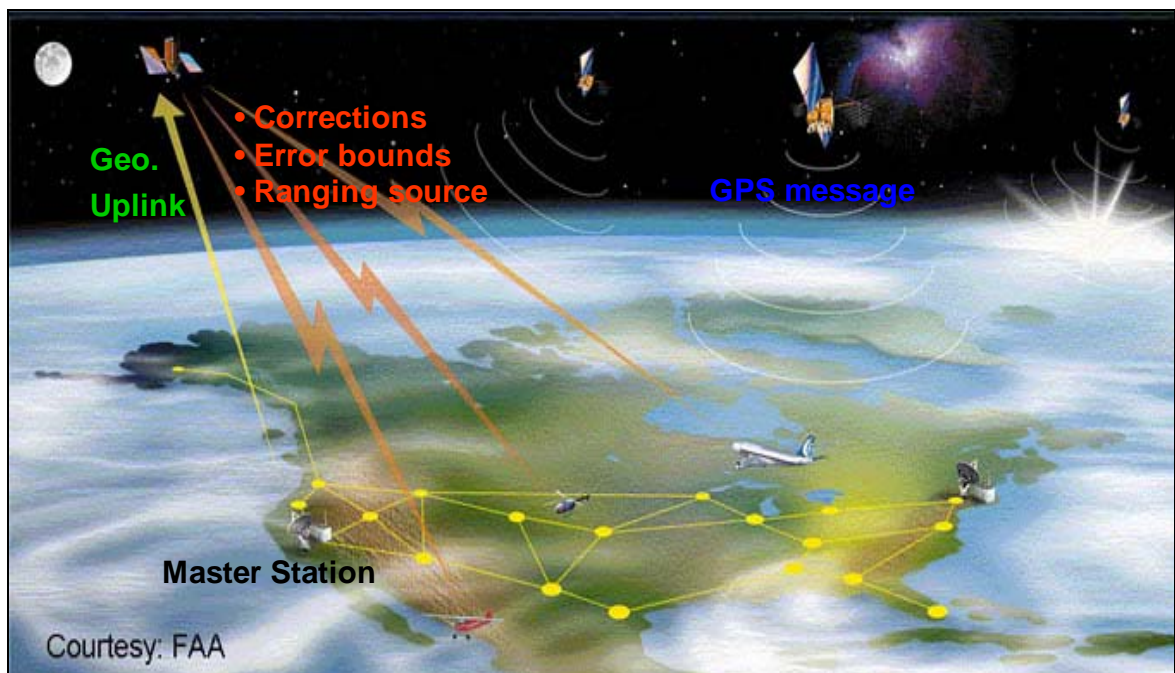 • Corrections
• Error bounds
• Ranging source
Geo.
Uplink
GPS message
Master Station
Courtesy: FAA